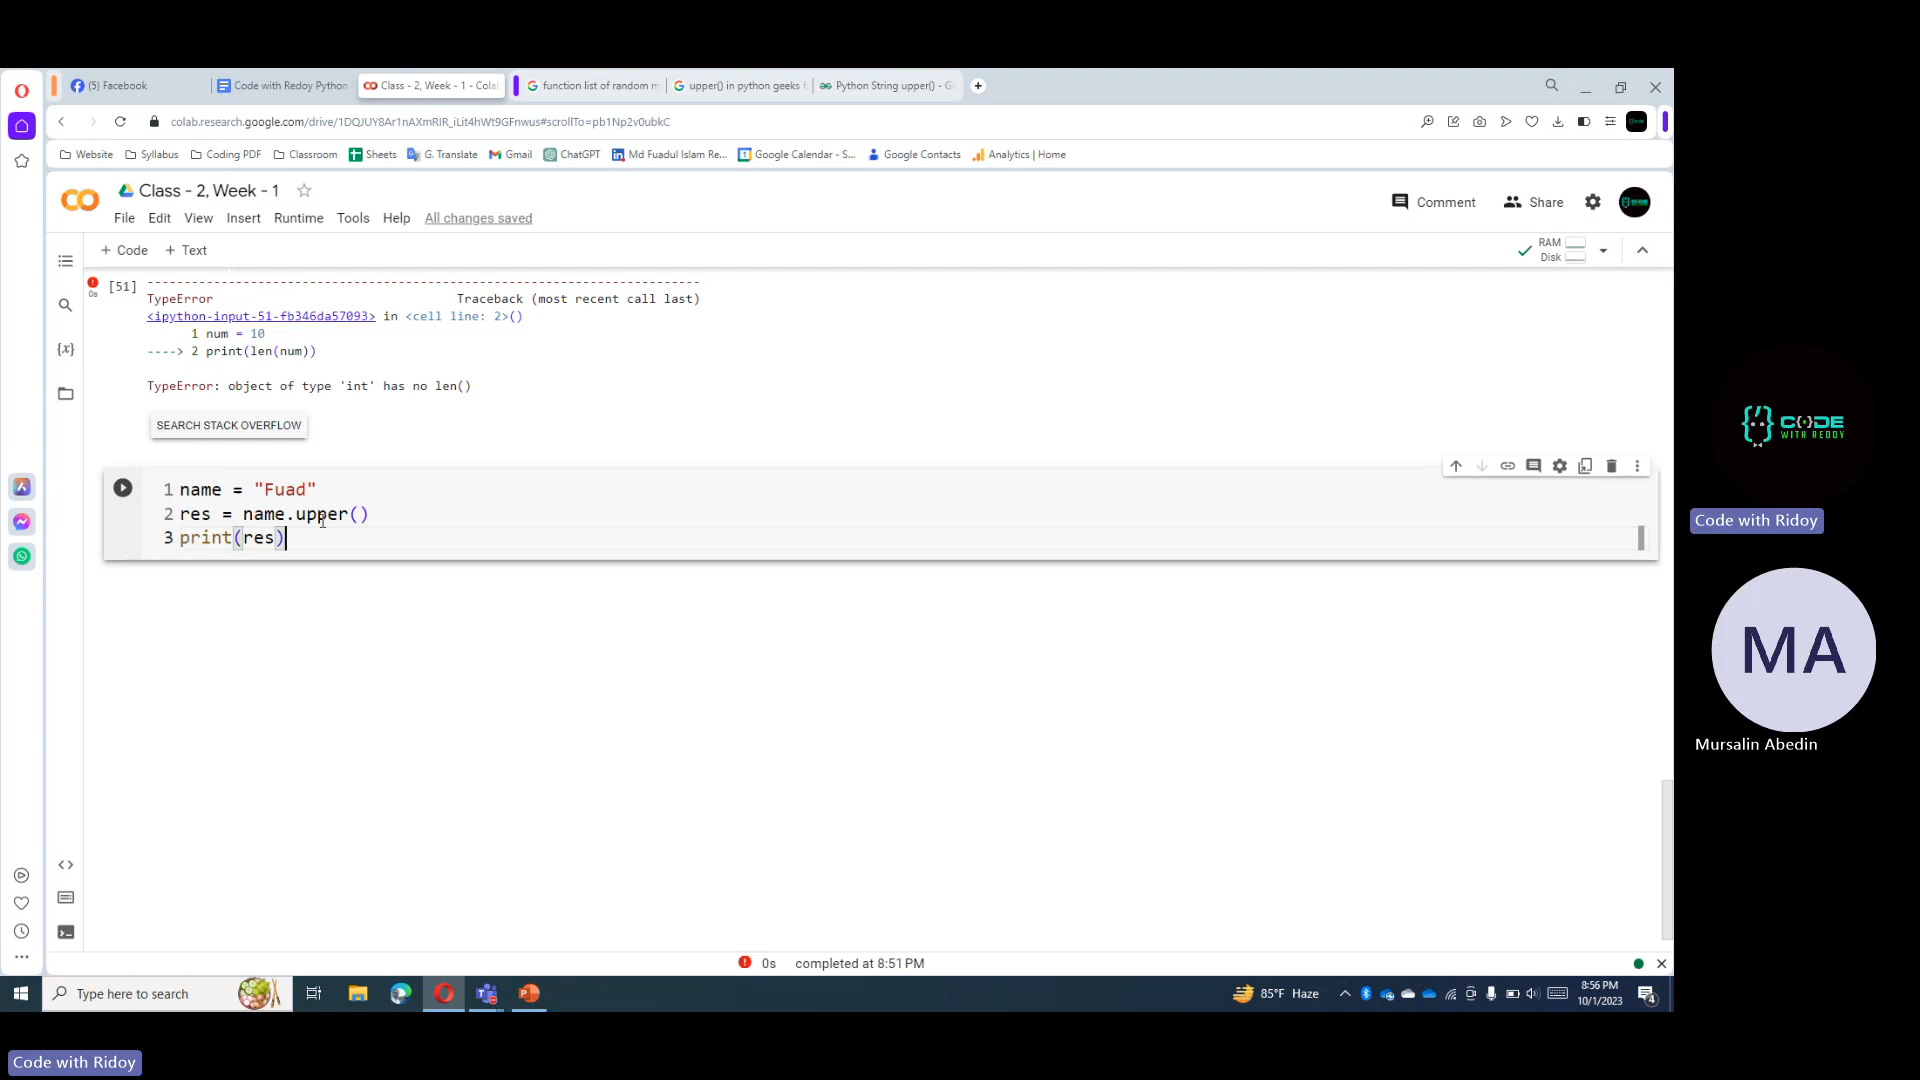 (5) Facebook
Code with Redoy Python
Class - 2, Week - 1 - Cola
function list of random m
upper() in python geeks f
Python String upper() - G
colab.research.google.com/drive/1DQJUY8Ar1nAXmRlR_iLit4hWt9GFnwus#scrollTo=pb1Np2v0ubkC
Website
Syllabus
Coding PDF
Classroom
Sheets
G. Translate
Gmail
ChatGPT
Md Fuadul Islam Re...
Google Calendar - S...
Google Contacts
Analytics | Home
Class - 2, Week - 1
File Edit View Insert Runtime Tools Help All changes saved
Comment
Share
+ Code + Text
RAM
Disk
[51]
0s
---------------------------------------------------------------------------
TypeError Traceback (most recent call last)
<ipython-input-51-fb346da57093> in <cell line: 2>()
1 num = 10
----> 2 print(len(num))
TypeError: object of type 'int' has no len()
SEARCH STACK OVERFLOW
1 name = "Fuad"
2 res = name.upper()
3 print(res)
CODE
WITH REDOY
Code with Ridoy
MA
Mursalin Abedin
0s completed at 8:51 PM
Type here to search
85°F Haze
8:56 PM
10/1/2023
4
Code with Ridoy